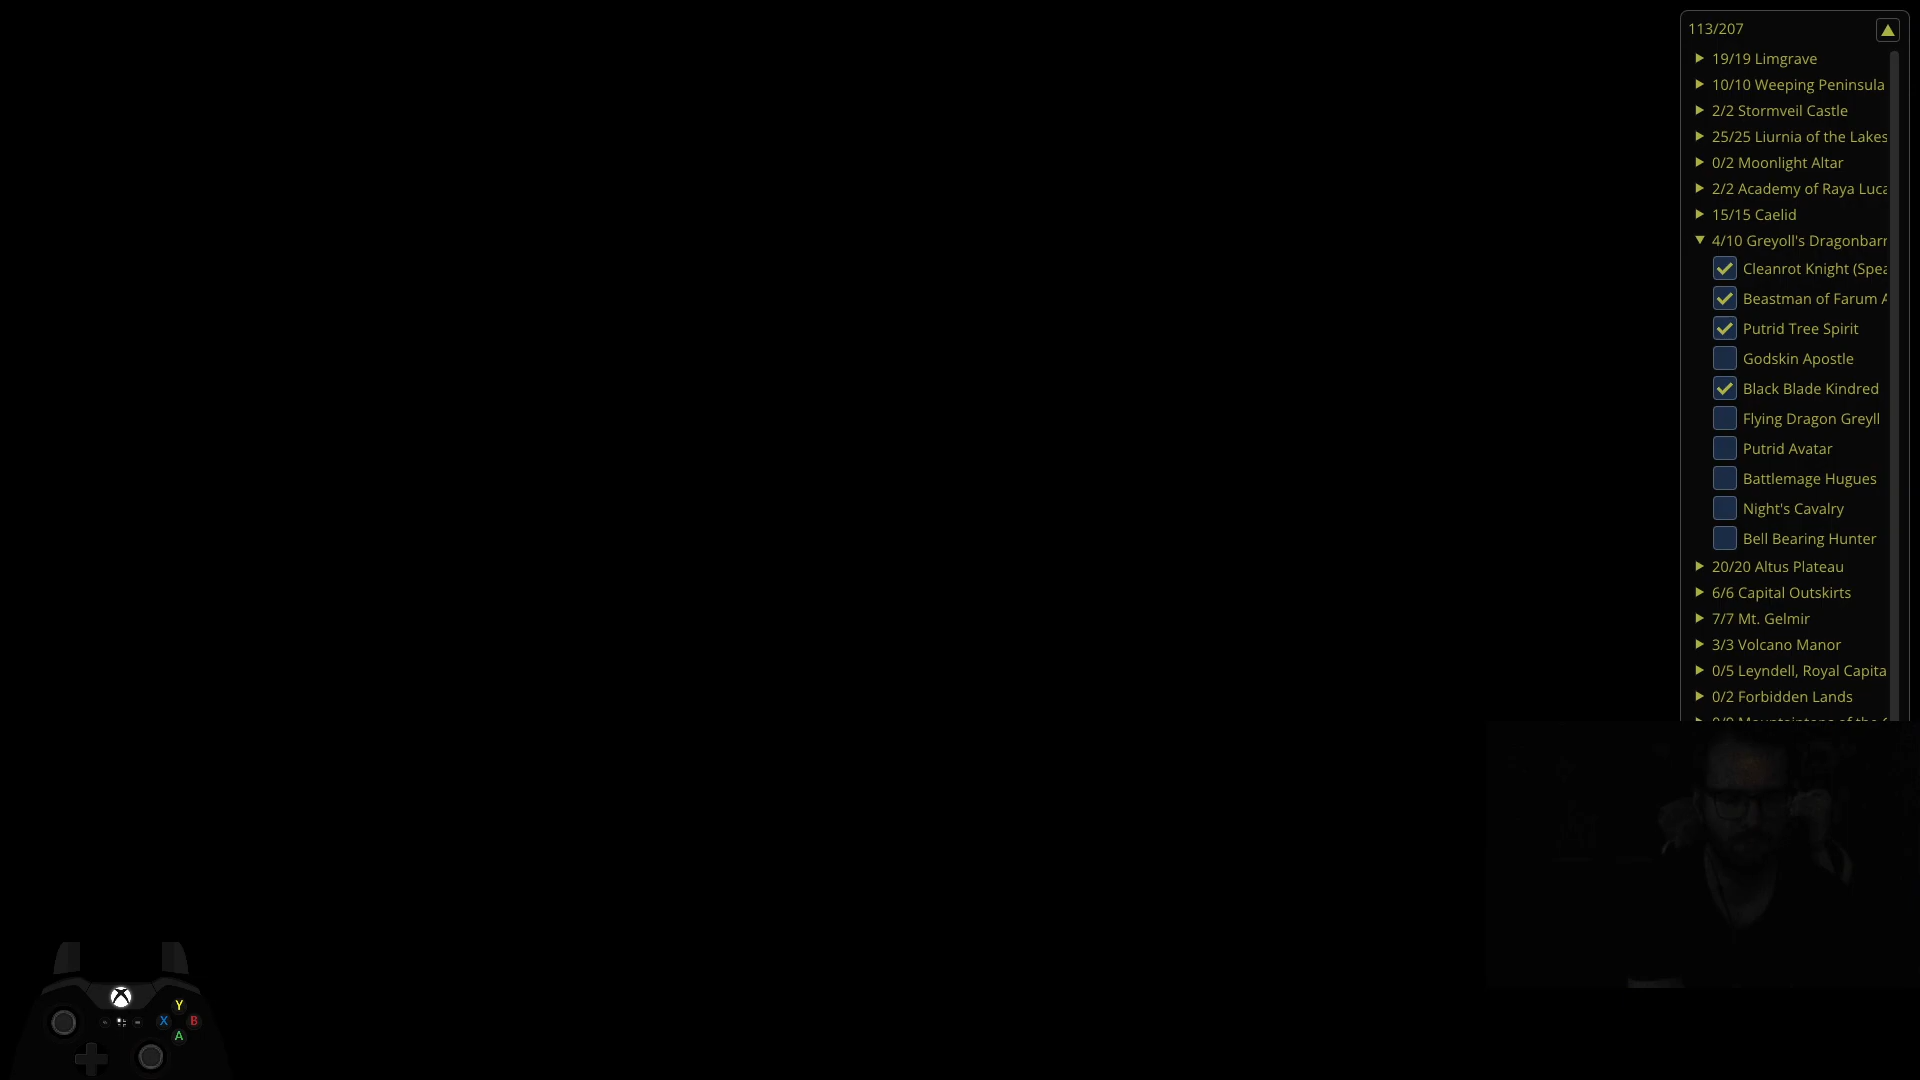 113/207
19/19 Limgrave
10/10 Weeping Peninsula
2/2 Stormveil Castle
25/25 Liurnia of the Lakes
0/2 Moonlight Altar
2/2 Academy of Raya Luca
15/15 Caelid
4/10 Greyoll's Dragonbarr
Cleanrot Knight (Spea
Beastman of Farum A
Putrid Tree Spirit
Godskin Apostle
Black Blade Kindred
Flying Dragon Greyll
Putrid Avatar
Battlemage Hugues
Night's Cavalry
Bell Bearing Hunter
20/20 Altus Plateau
6/6 Capital Outskirts
7/7 Mt. Gelmir
3/3 Volcano Manor
0/5 Leyndell, Royal Capita
0/2 Forbidden Lands
Y
X B
A